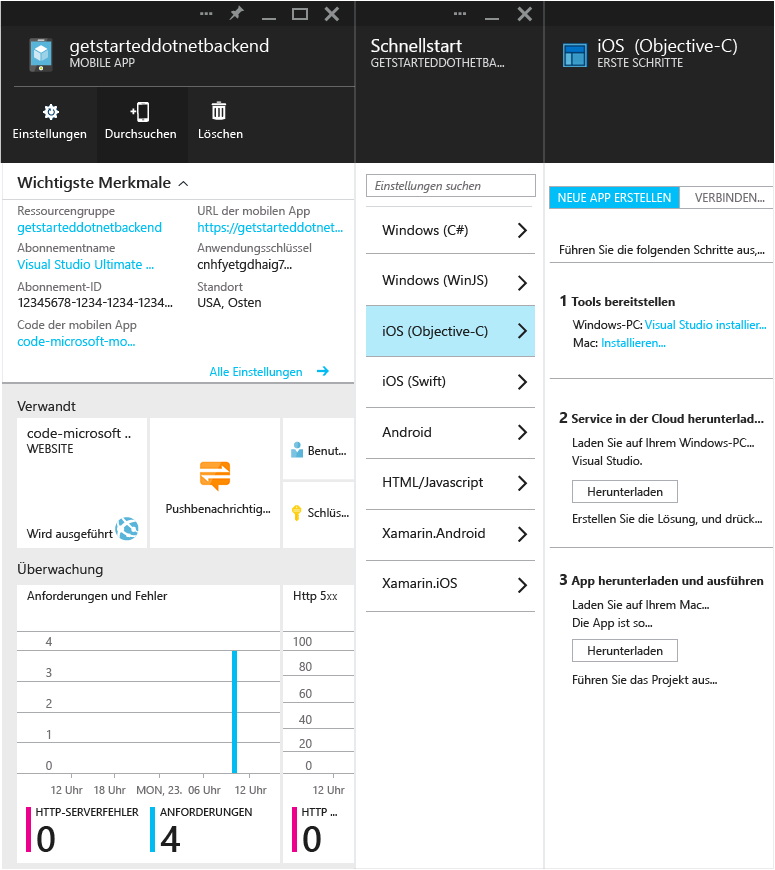 getstarteddotnetbackend
MOBILE APP
Einstellungen
Durchsuchen
Löschen
Wichtigste Merkmale
Ressourcengruppe
getstarteddotnetbackend
URL der mobilen App
https://getstarteddotnet...
Abonnementname
Visual Studio Ultimate ...
Anwendungsschlüssel
cnhfyetgdhaig7...
Abonnement-ID
12345678-1234-1234-1234...
Standort
USA, Osten
Code der mobilen App
code-microsoft-mo...
Alle Einstellungen
Verwandt
code-microsoft ..
WEBSITE
Wird ausgeführt
Pushbenachrichtig...
Benut...
Schlüs...
Überwachung
Anforderungen und Fehler
4
3
2
1
0
12 Uhr 18 Uhr MON, 23. 06 Uhr 12 Uhr
HTTP-SERVERFEHLER
0
ANFORDERUNGEN
4
Http 5xx
100
80
60
40
20
0
12 Uhr
HTTP ...
0
Schnellstart
GETSTARTEDDOTHETBA...
Einstellungen suchen
Windows (C#)
Windows (WinJS)
iOS (Objective-C)
iOS (Swift)
Android
HTML/Javascript
Xamarin.Android
Xamarin.iOS
iOS (Objective-C)
ERSTE SCHRITTE
NEUE APP ERSTELLEN
VERBINDEN...
Führen Sie die folgenden Schritte aus,...
1 Tools bereitstellen
Windows-PC: Visual Studio installier...
Mac: Installieren...
2 Service in der Cloud herunterlad...
Laden Sie auf Ihrem Windows-PC...
Visual Studio.
Herunterladen
Erstellen Sie die Lösung, und drück...
3 App herunterladen und ausführen
Laden Sie auf Ihrem Mac...
Die App ist so...
Herunterladen
Führen Sie das Projekt aus...